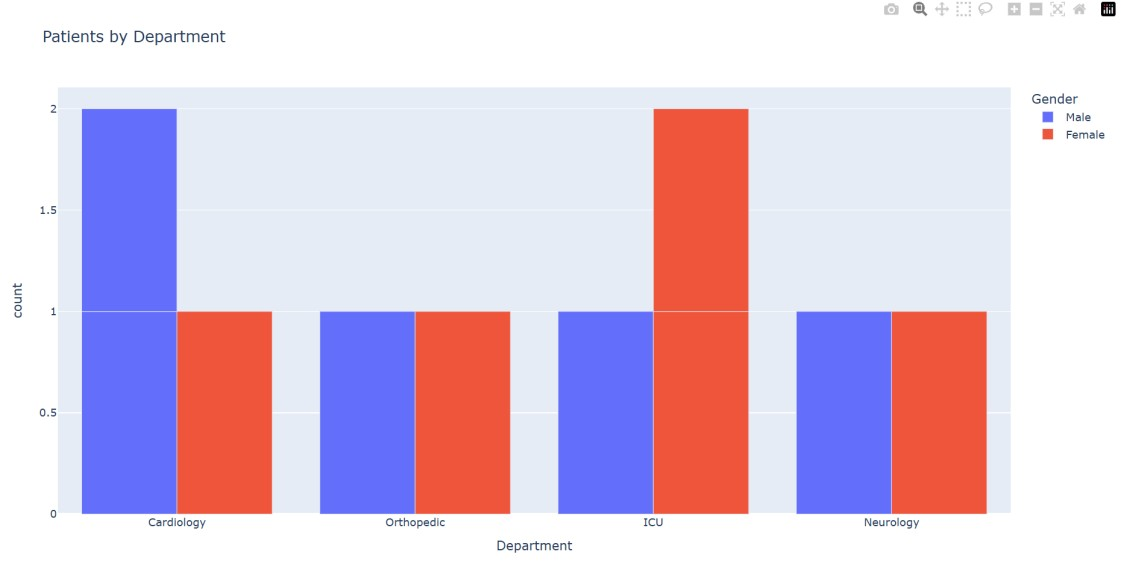 Patients by Department
Gender
Male
Female
2
1.5
1
0.5
0
count
Cardiology
Orthopedic
ICU
Neurology
Department